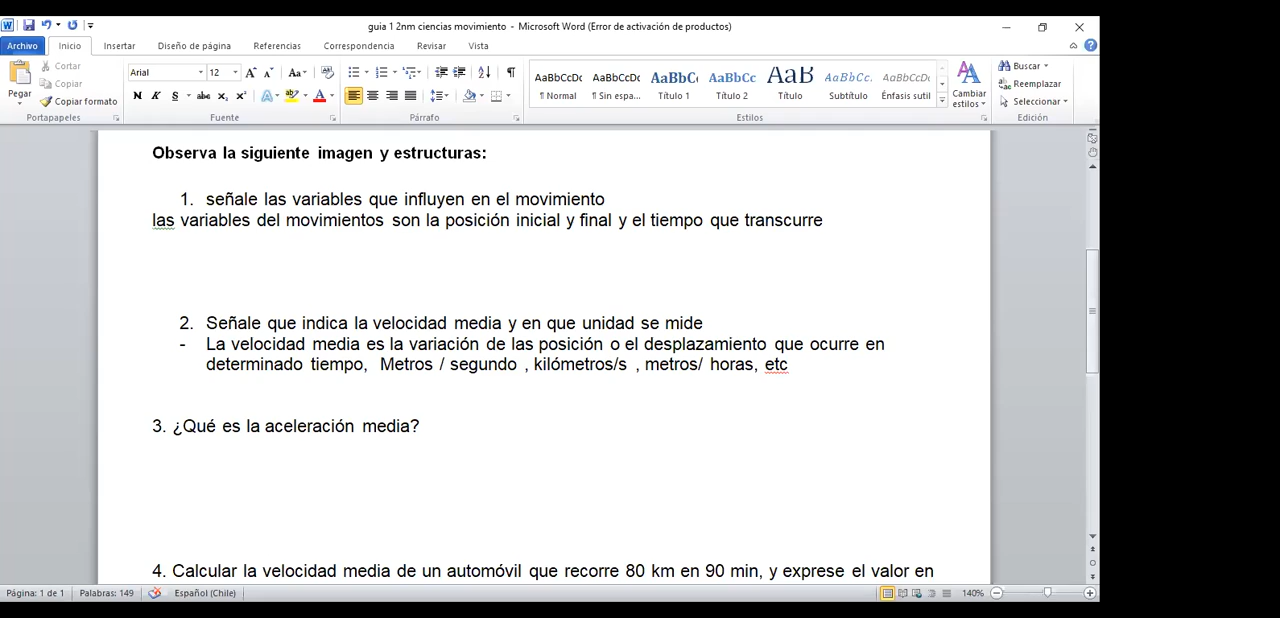 guia 1 2nm ciencias movimiento - Microsoft Word (Error de activación de productos)
Archivo Inicio Insertar Diseño de página Referencias Correspondencia Revisar Vista
Pegar
Cortar
Copiar
Copiar formato
Portapapeles
Arial 12
N K S abc x₂ x²
Fuente
Párrafo
AaBbCcDc AaBbCcDc AaBbC( AaBbCc AaB AaBbCc. AaBbCcDc
¶ Normal ¶ Sin espa... Título 1 Título 2 Título Subtítulo Énfasis sutil
Cambiar
estilos
Estilos
Buscar
Reemplazar
Seleccionar
Edición
Observa la siguiente imagen y estructuras:
1. señale las variables que influyen en el movimiento
las variables del movimientos son la posición inicial y final y el tiempo que transcurre
2. Señale que indica la velocidad media y en que unidad se mide
- La velocidad media es la variación de las posición o el desplazamiento que ocurre en
determinado tiempo, Metros / segundo , kilómetros/s , metros/ horas, etc
3. ¿Qué es la aceleración media?
4. Calcular la velocidad media de un automóvil que recorre 80 km en 90 min, y exprese el valor en
Página: 1 de 1 Palabras: 149 Español (Chile) 140%